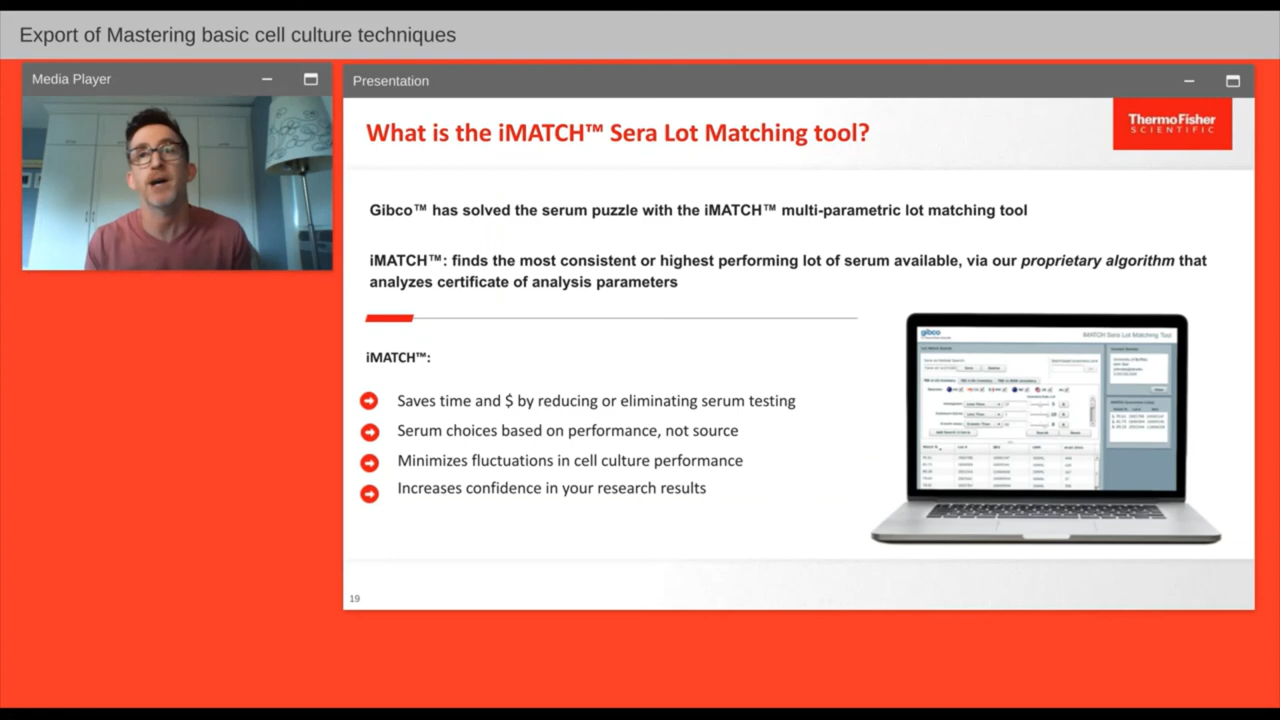 Export of Mastering basic cell culture techniques
Media Player
Presentation
What is the iMATCH™ Sera Lot Matching tool?
ThermoFisher
SCIENTIFIC
Gibco™ has solved the serum puzzle with the iMATCH™ multi-parametric lot matching tool
iMATCH™: finds the most consistent or highest performing lot of serum available, via our proprietary algorithm that
analyzes certificate of analysis parameters
iMATCH™:
Saves time and $ by reducing or eliminating serum testing
Serum choices based on performance, not source
Minimizes fluctuations in cell culture performance
Increases confidence in your research results
gibco
iMATCH Sera Lot Matching Tool
19